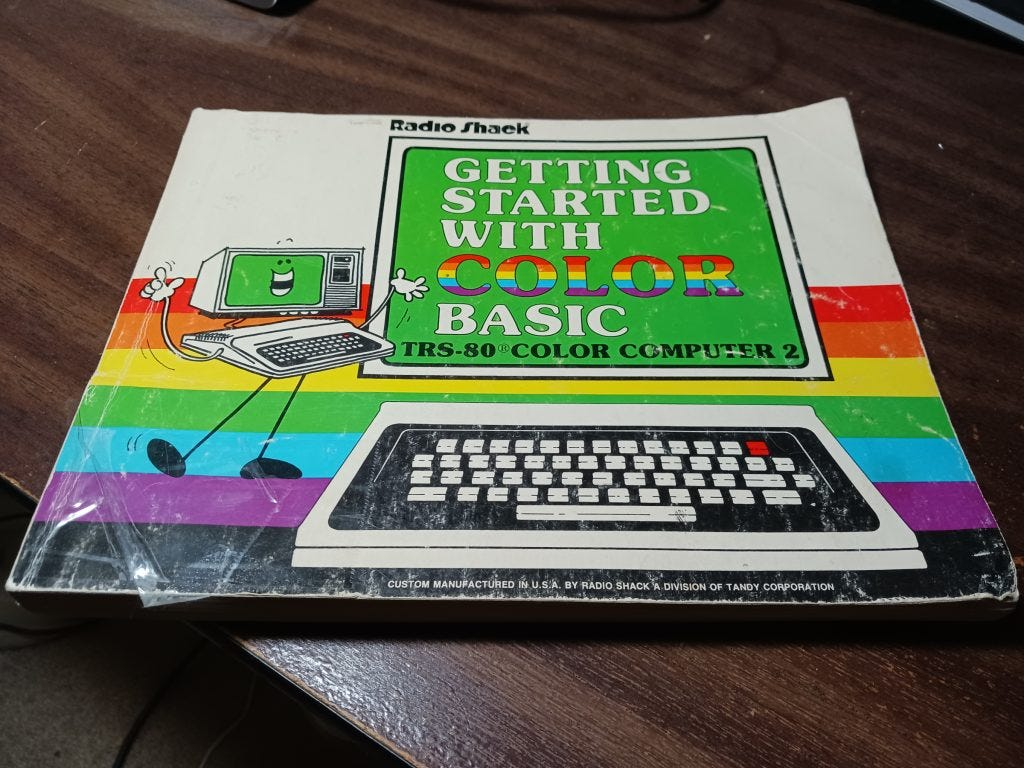 Radio Shack
GETTING
STARTED
WITH
COLOR
BASIC
TRS-80® COLOR COMPUTER 2
CUSTOM MANUFACTURED IN U.S.A. BY RADIO SHACK A DIVISION OF TANDY CORPORATION